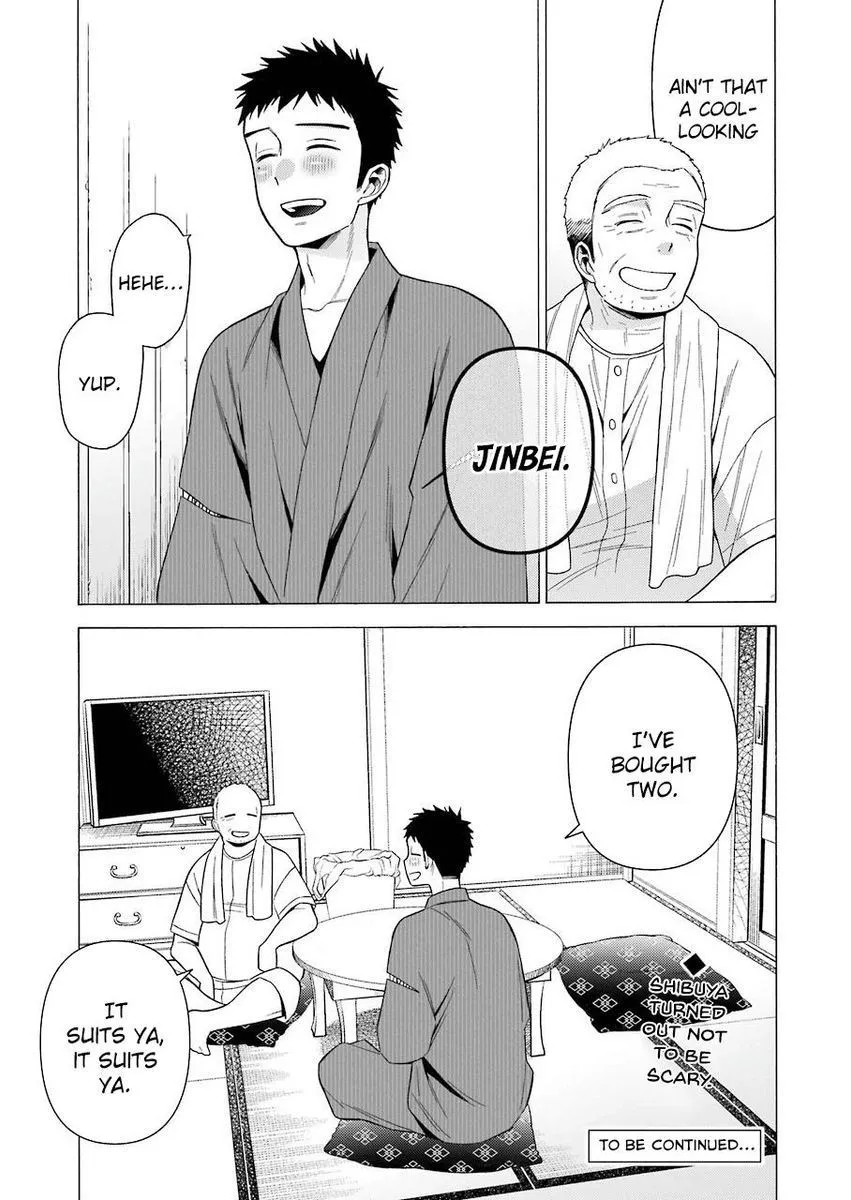 AIN'T THAT
A COOL-
LOOKING
JINBEI.
HEHE...
YUP.
I'VE
BOUGHT
TWO.
IT
SUITS YA,
IT SUITS
YA.
SHIBUYA
TURNED
OUT NOT
TO BE
SCARY.
TO BE CONTINUED...